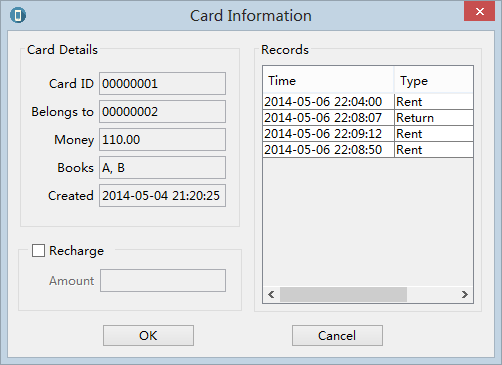 Card Information
Card Details
Card ID 00000001
Belongs to 00000002
Money 110.00
Books A, B
Created 2014-05-04 21:20:25
Recharge
Amount
Records
Time Type
2014-05-06 22:04:00 Rent
2014-05-06 22:08:07 Return
2014-05-06 22:09:12 Rent
2014-05-06 22:08:50 Rent
OK Cancel